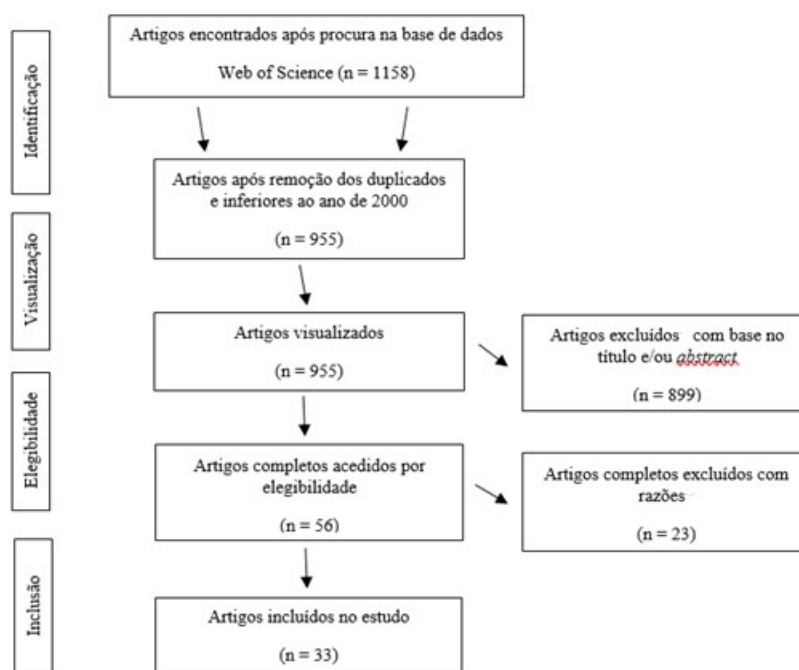 Identificação
Artigos encontrados após procura na base de dados
Web of Science (n = 1158)
Artigos após remoção dos duplicados
e inferiores ao ano de 2000
(n = 955)
Visualização
Artigos visualizados
(n = 955)
Artigos excluídos com base no
título e/ou abstract
(n = 899)
Elegibilidade
Artigos completos acedidos por
elegibilidade
(n = 56)
Artigos completos excluídos com
razões
(n = 23)
Inclusão
Artigos incluídos no estudo
(n = 33)